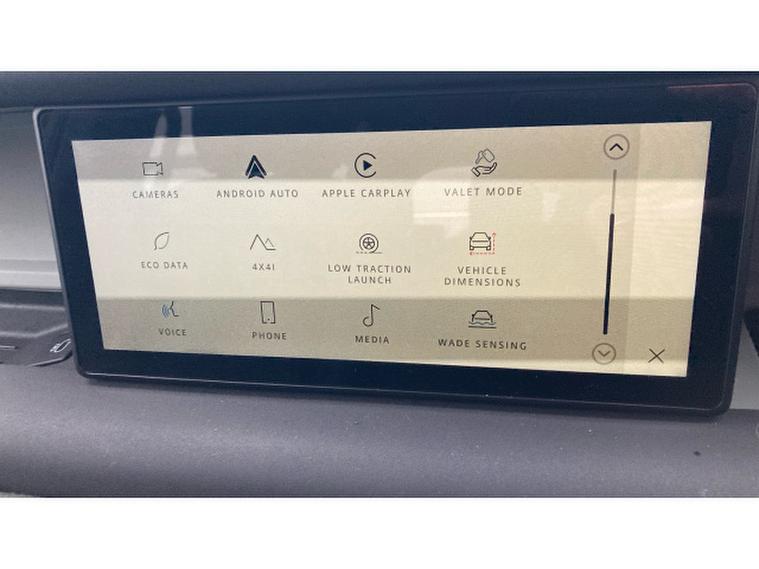 CAMERAS
ANDROID AUTO
APPLE CARPLAY
VALET MODE
ECO DATA
4X4I
LOW TRACTION
LAUNCH
VEHICLE
DIMENSIONS
VOICE
PHONE
MEDIA
WADE SENSING